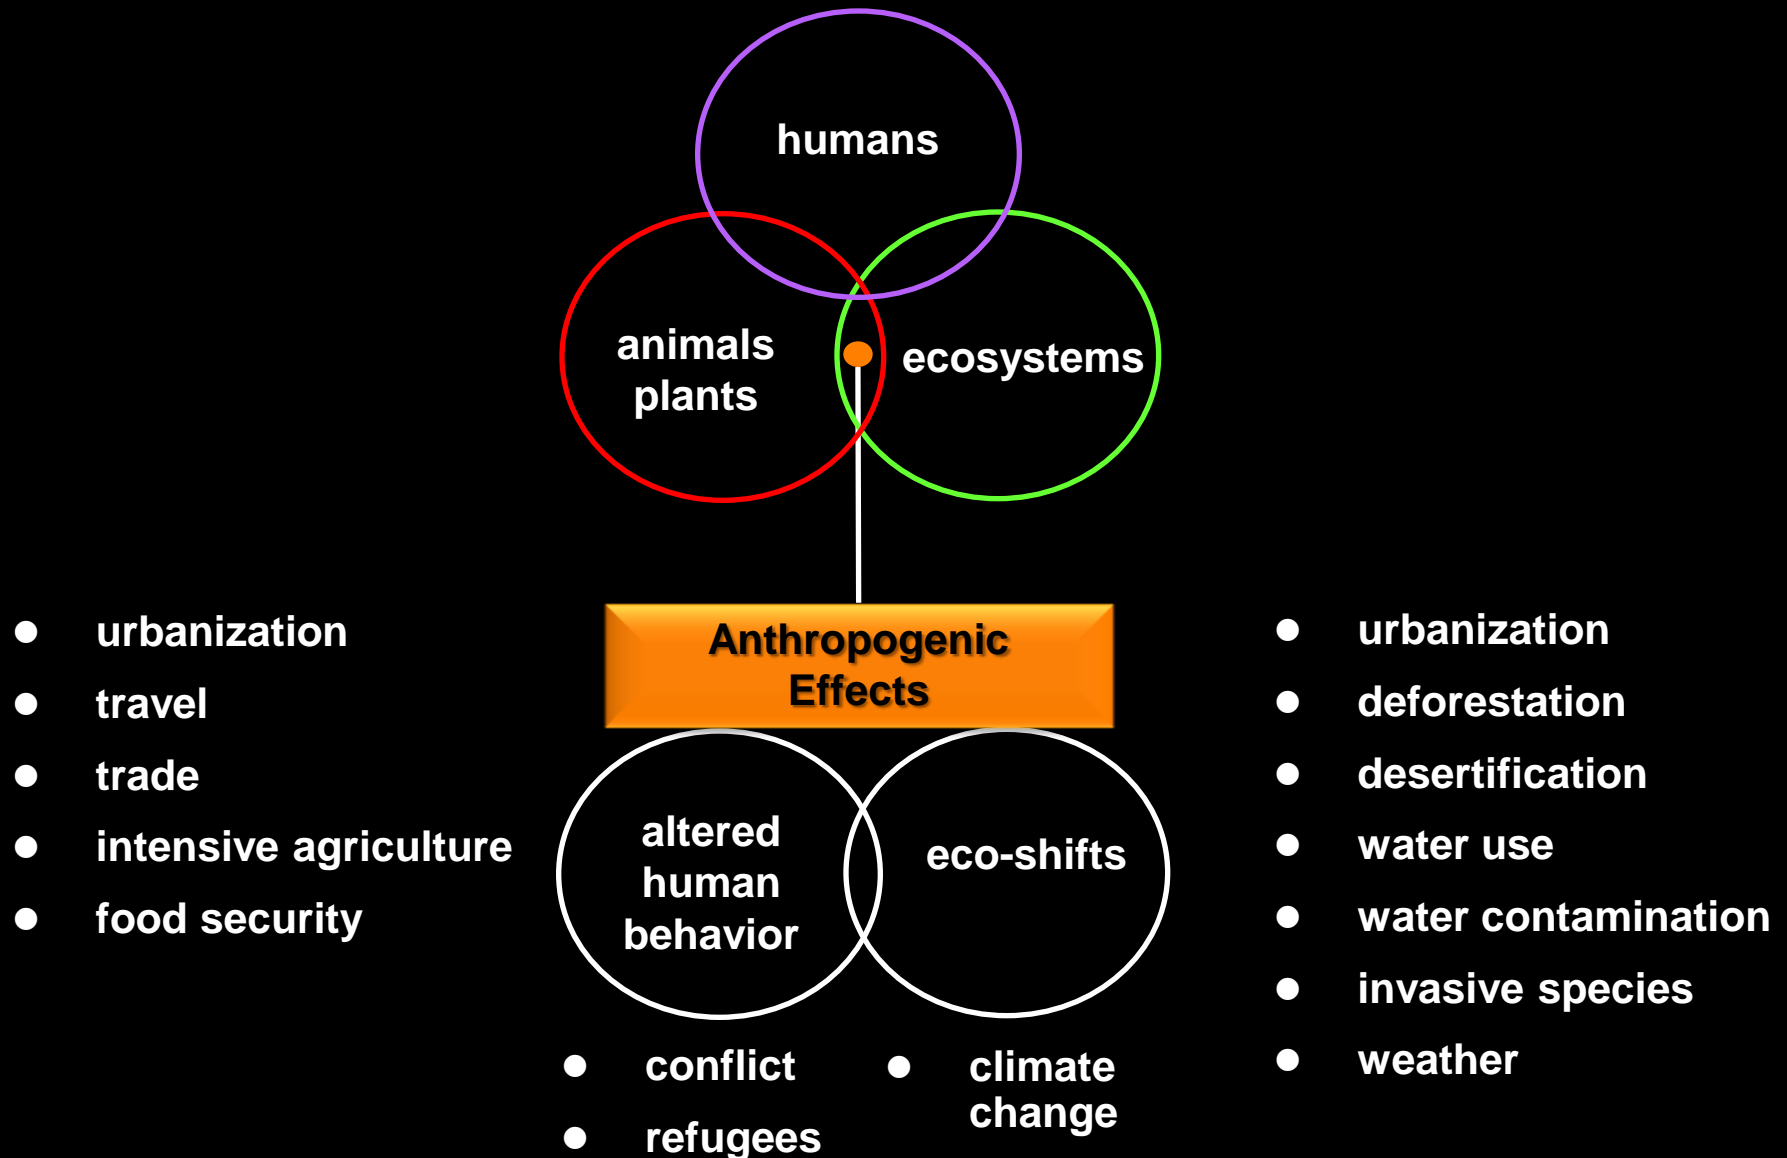 humans
animals
plants
ecosystems
Anthropogenic
Effects
● urbanization
● travel
● trade
● intensive agriculture
● food security
altered
human
behavior
eco-shifts
● urbanization
● deforestation
● desertification
● water use
● water contamination
● invasive species
● weather
● conflict
● refugees
● climate
change